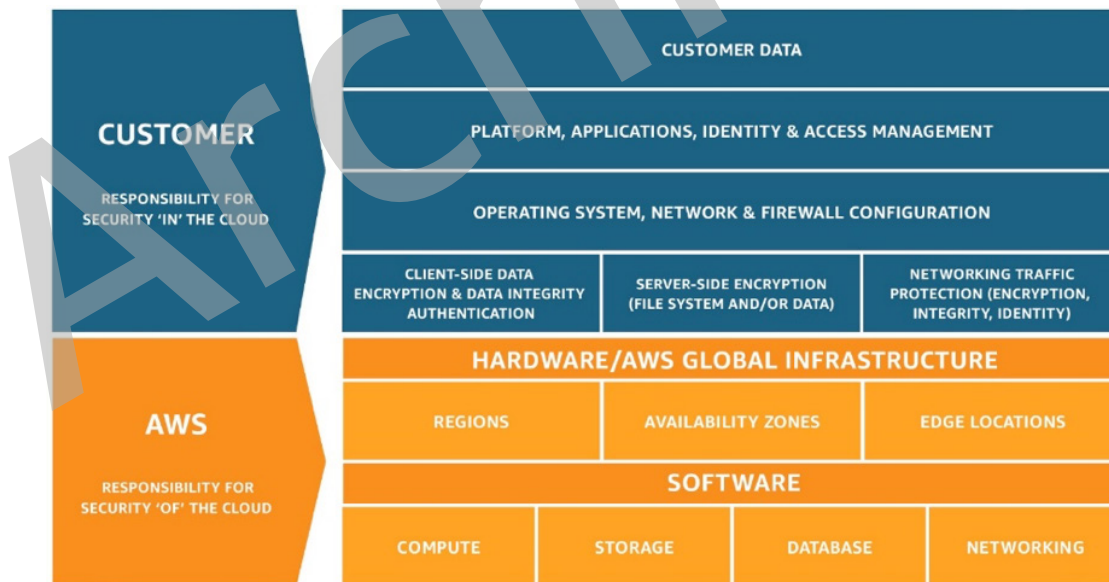 CUSTOMER
RESPONSIBILITY FOR
SECURITY ‘IN’ THE CLOUD
CUSTOMER DATA
PLATFORM, APPLICATIONS, IDENTITY & ACCESS MANAGEMENT
OPERATING SYSTEM, NETWORK & FIREWALL CONFIGURATION
CLIENT-SIDE DATA
ENCRYPTION & DATA INTEGRITY
AUTHENTICATION
SERVER-SIDE ENCRYPTION
(FILE SYSTEM AND/OR DATA)
NETWORKING TRAFFIC
PROTECTION (ENCRYPTION,
INTEGRITY, IDENTITY)
AWS
RESPONSIBILITY FOR
SECURITY ‘OF’ THE CLOUD
HARDWARE/AWS GLOBAL INFRASTRUCTURE
REGIONS
AVAILABILITY ZONES
EDGE LOCATIONS
SOFTWARE
COMPUTE
STORAGE
DATABASE
NETWORKING